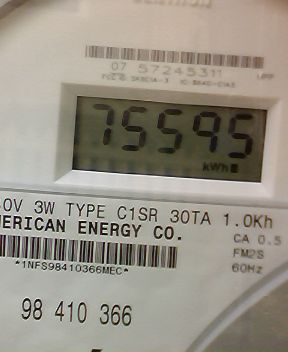 07 57245311
75595
kWh
0V 3W TYPE C1SR 30TA 1.0Kh
MERICAN ENERGY CO.
CA 0.5
FM2S
60Hz
*1NFS98410366MEC*
98 410 366